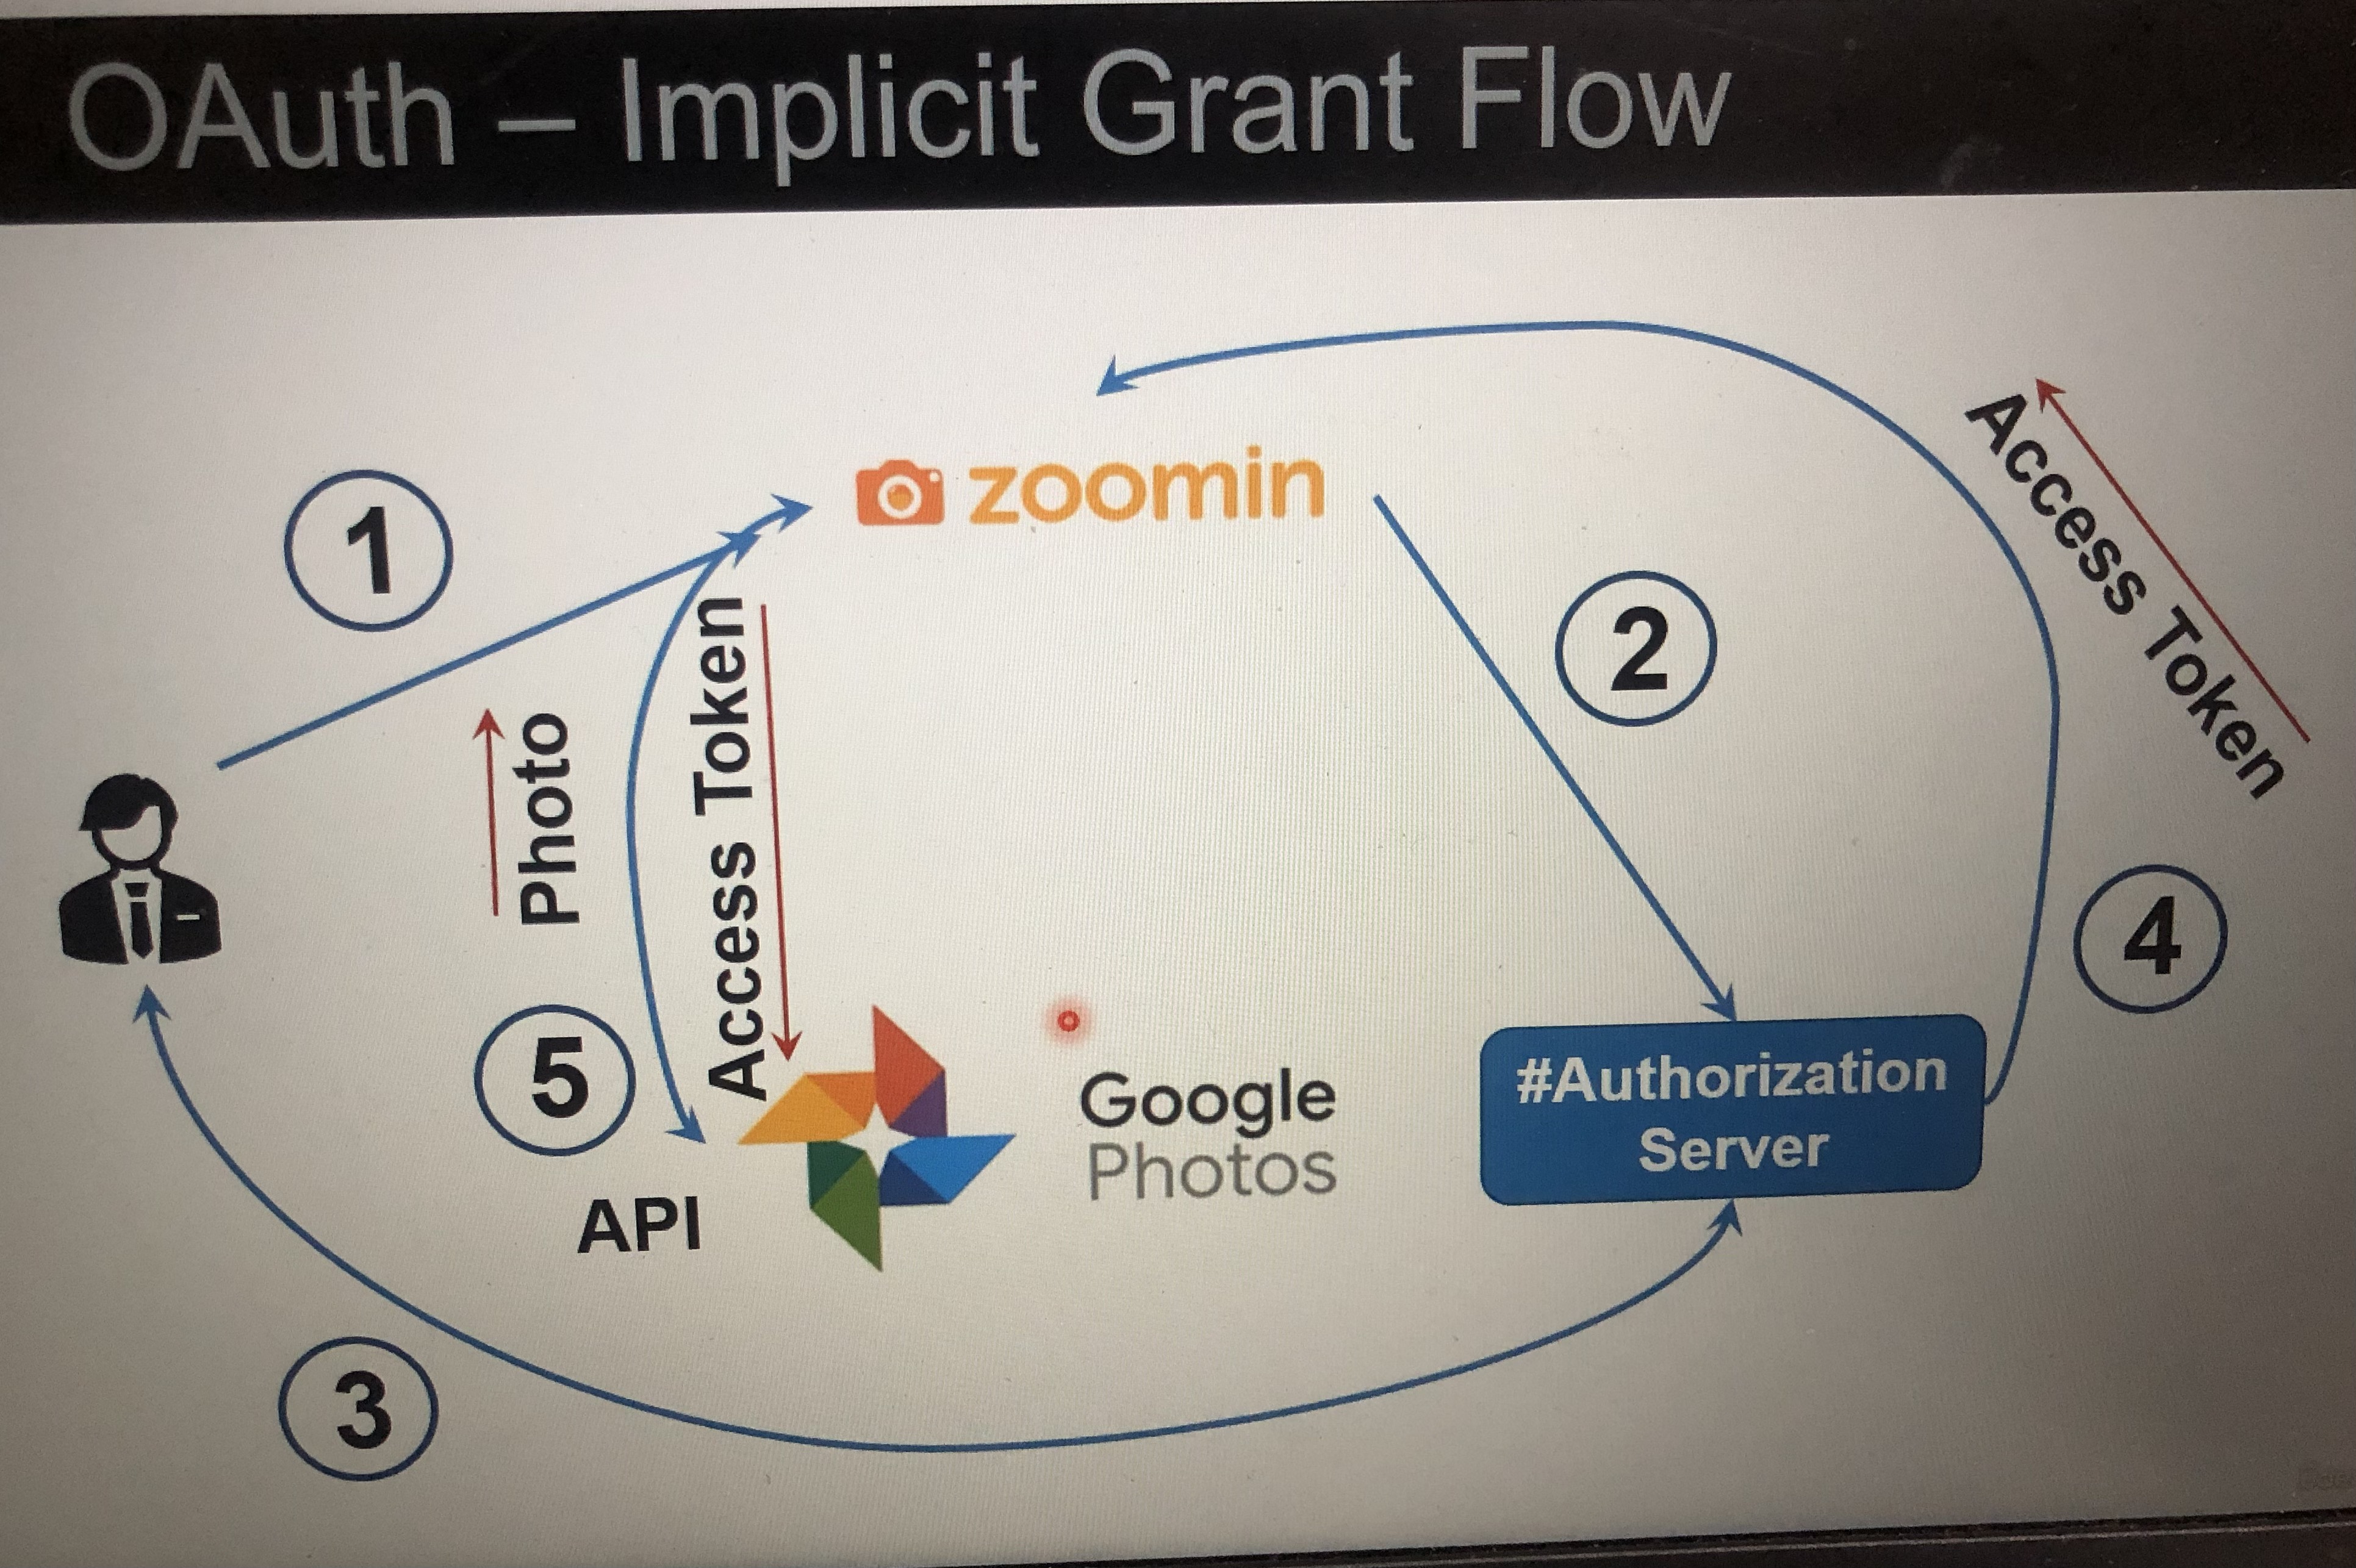 OAuth – Implicit Grant Flow
1
zoomin
2
Access Token
4
Photo
Access Token
5
API
Google
Photos
#Authorization
Server
3